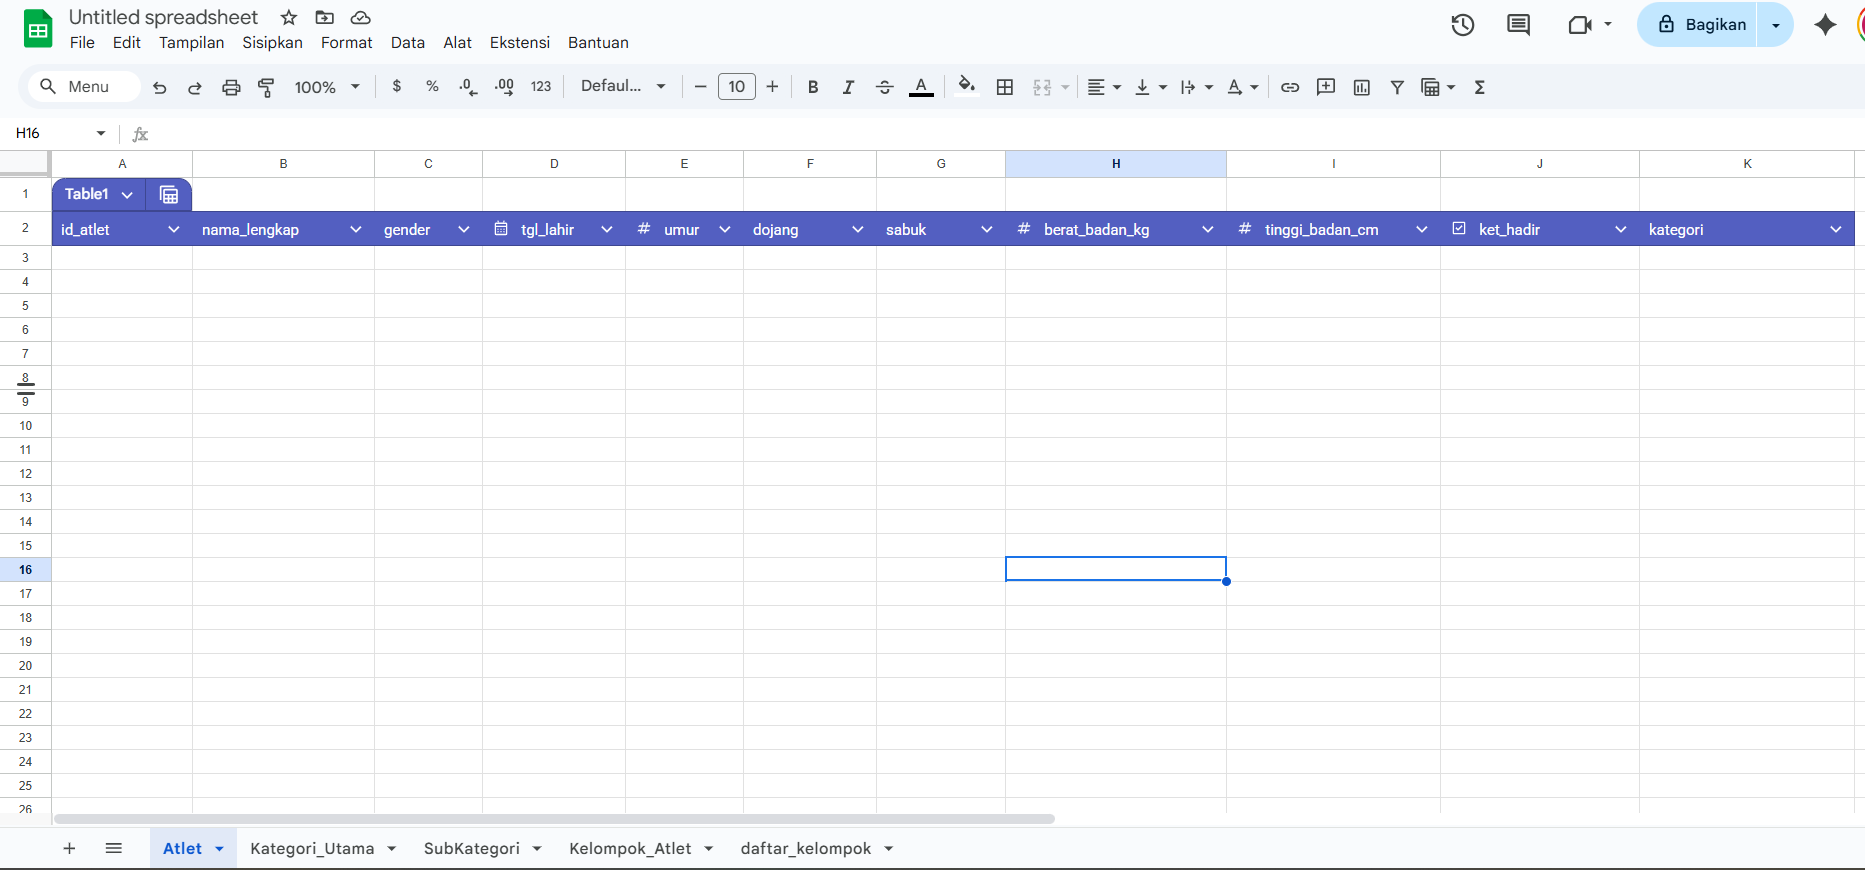 Untitled spreadsheet
File Edit Tampilan Sisipkan Format Data Alat Ekstensi Bantuan
Bagikan
Menu 100% $ % .0 .00 123 Defaul... 10 B I A A Σ
H16 fx
A B C D E F G H I J K
1 Table1
2 id_atlet nama_lengkap gender tgl_lahir # umur dojang sabuk # berat_badan_kg # tinggi_badan_cm ket_hadir kategori
3
4
5
6
7
8
9
10
11
12
13
14
15
16
17
18
19
20
21
22
23
24
25
26
Atlet Kategori_Utama SubKategori Kelompok_Atlet daftar_kelompok